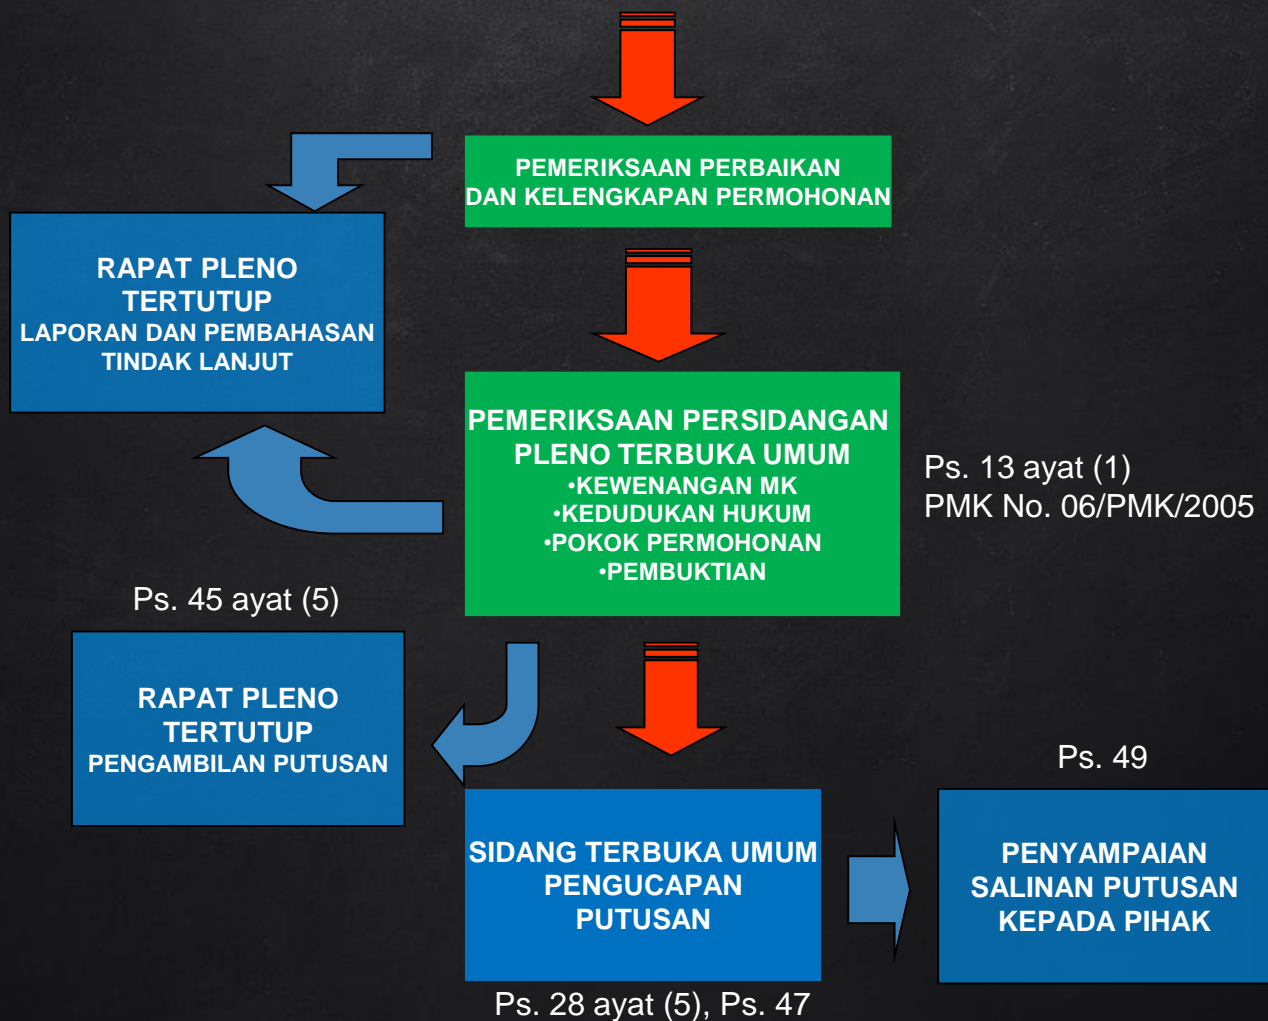 PEMERIKSAAN PERBAIKAN
DAN KELENGKAPAN PERMOHONAN
RAPAT PLENO
TERTUTUP
LAPORAN DAN PEMBAHASAN
TINDAK LANJUT
PEMERIKSAAN PERSIDANGAN
PLENO TERBUKA UMUM
•KEWENANGAN MK
•KEDUDUKAN HUKUM
•POKOK PERMOHONAN
•PEMBUKTIAN
Ps. 13 ayat (1)
PMK No. 06/PMK/2005
Ps. 45 ayat (5)
RAPAT PLENO
TERTUTUP
PENGAMBILAN PUTUSAN
SIDANG TERBUKA UMUM
PENGUCAPAN
PUTUSAN
Ps. 28 ayat (5), Ps. 47
Ps. 49
PENYAMPAIAN
SALINAN PUTUSAN
KEPADA PIHAK